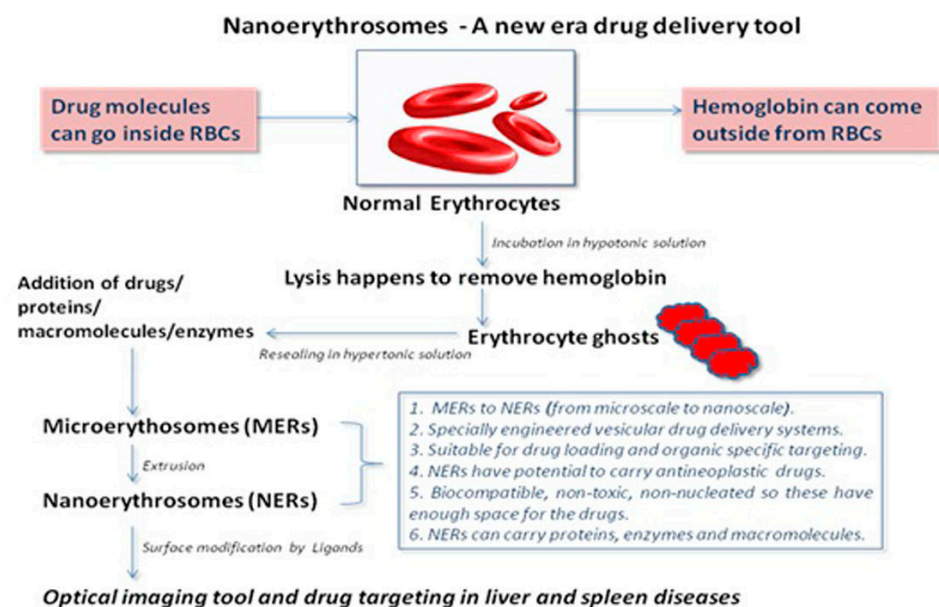 Nanoerythrosomes - A new era drug delivery tool
Drug molecules
can go inside RBCs
Hemoglobin can come
outside from RBCs
Normal Erythrocytes
Incubation in hypotonic solution
Lysis happens to remove hemoglobin
Addition of drugs/
proteins/
macromolecules/enzymes
Erythrocyte ghosts
Resealing in hypertonic solution
Microerythosomes (MERs)
Extrusion
Nanoerythrosomes (NERs)
1. MERs to NERs (from microscale to nanoscale).
2. Specially engineered vesicular drug delivery systems.
3. Suitable for drug loading and organic specific targeting.
4. NERs have potential to carry antineoplastic drugs.
5. Biocompatible, non-toxic, non-nucleated so these have
enough space for the drugs.
6. NERs can carry proteins, enzymes and macromolecules.
Surface modification by Ligands
Optical imaging tool and drug targeting in liver and spleen diseases